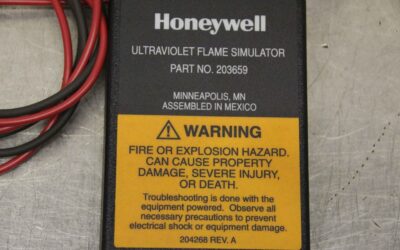 Honeywell
ULTRAVIOLET FLAME SIMULATOR
PART NO. 203659
MINNEAPOLIS, MN
ASSEMBLED IN MEXICO
WARNING
FIRE OR EXPLOSION HAZARD.
CAN CAUSE PROPERTY
DAMAGE, SEVERE INJURY,
OR DEATH.
Troubleshooting is done with the
equipment powered. Observe all
necessary precautions to prevent
electrical shock or equipment damage.
204268 REV. A